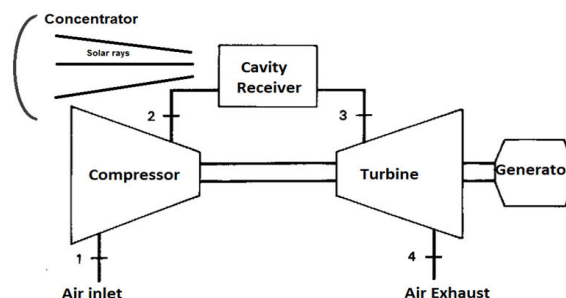 Concentrator
Solar rays
Cavity
Receiver
2
3
Compressor
Turbine
Generato
1
4
Air inlet
Air Exhaust